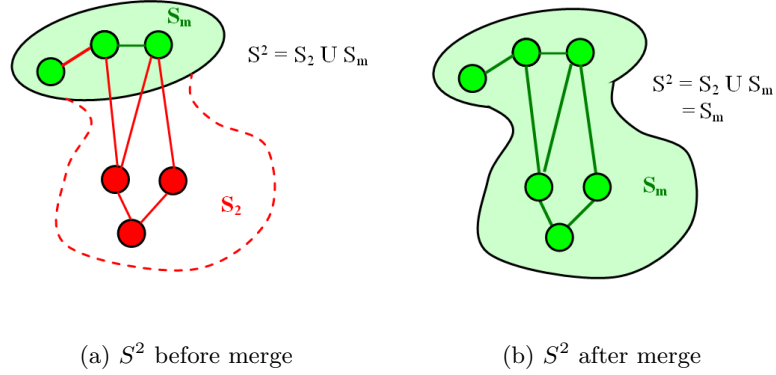 Sₘ
S² = S₂ U Sₘ
S₂
(a) S² before merge
S² = S₂ U Sₘ
= Sₘ
Sₘ
(b) S² after merge